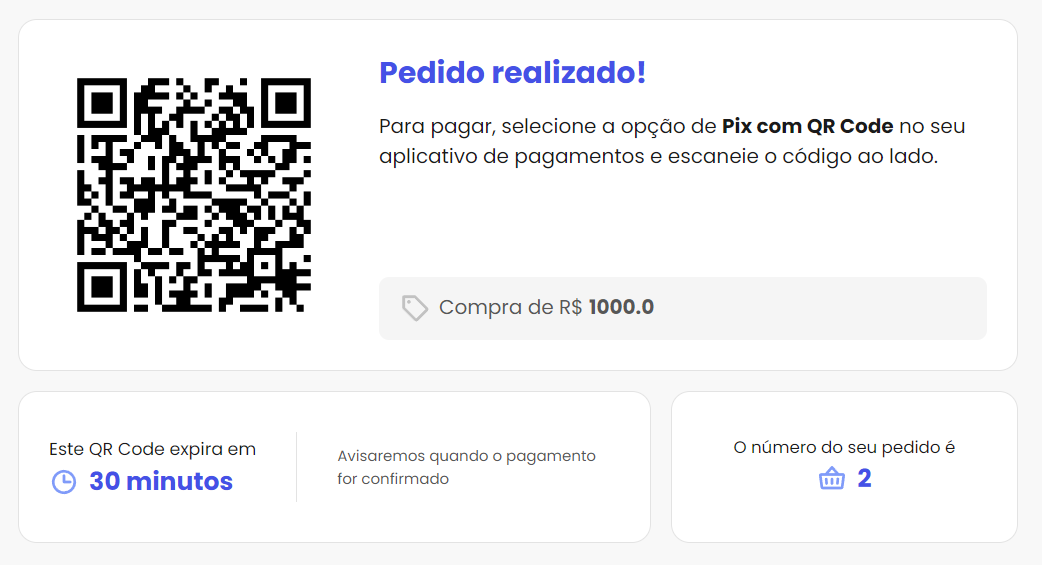 Pedido realizado!
Para pagar, selecione a opção de Pix com QR Code no seu
aplicativo de pagamentos e escaneie o código ao lado.
Compra de R$ 1000.0
Este QR Code expira em
30 minutos
Avisaremos quando o pagamento
for confirmado
O número do seu pedido é
2